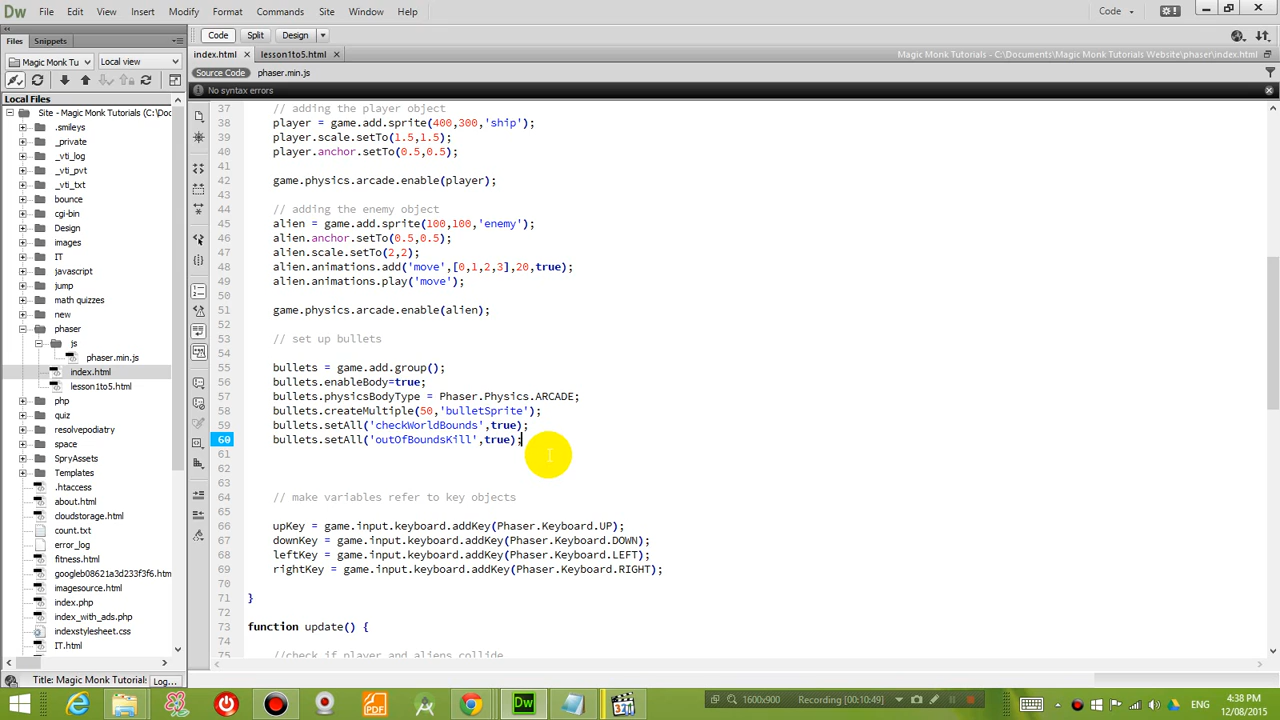 Dw File Edit View Insert Modify Format Commands Site Window Help Code
Files Snippets
Code Split Design
index.html lesson1to5.html Magic Monk Tutorials - C:\Documents\Magic Monk Tutorials Website\phaser\index.html
Magic Monk Tu Local view
Source Code phaser.min.js
No syntax errors
Local Files
Site - Magic Monk Tutorials (C:\Doc
.smileys
_private
_vti_log
_vti_pvt
_vti_txt
bounce
cgi-bin
Design
images
IT
javascript
jump
math quizzes
new
phaser
js
phaser.min.js
index.html
lesson1to5.html
php
quiz
resolvepodiatry
space
Templates
.htaccess
about.html
cloudstorage.html
count.txt
error_log
fitness.html
googleb08621a3d233f3f6.htm
imagesource.html
index.php
index_with_ads.php
indexstylesheet.css
IT.html
Title: Magic Monk Tutorials: Log...
37 // adding the player object
38 player = game.add.sprite(400,300,'ship');
39 player.scale.setTo(1.5,1.5);
40 player.anchor.setTo(0.5,0.5);
41
42 game.physics.arcade.enable(player);
43
44 // adding the enemy object
45 alien = game.add.sprite(100,100,'enemy');
46 alien.anchor.setTo(0.5,0.5);
47 alien.scale.setTo(2,2);
48 alien.animations.add('move',[0,1,2,3],20,true);
49 alien.animations.play('move');
50
51 game.physics.arcade.enable(alien);
52
53 // set up bullets
54
55 bullets = game.add.group();
56 bullets.enableBody=true;
57 bullets.physicsBodyType = Phaser.Physics.ARCADE;
58 bullets.createMultiple(50,'bulletSprite');
59 bullets.setAll('checkWorldBounds',true);
60 bullets.setAll('outOfBoundsKill',true);
61
62
63
64 // make variables refer to key objects
65
66 upKey = game.input.keyboard.addKey(Phaser.Keyboard.UP);
67 downKey = game.input.keyboard.addKey(Phaser.Keyboard.DOWN);
68 leftKey = game.input.keyboard.addKey(Phaser.Keyboard.LEFT);
69 rightKey = game.input.keyboard.addKey(Phaser.Keyboard.RIGHT);
70
71 }
72
73 function update() {
74
75 //check if player and aliens collide
PDF Dw 321 1600x900 Recording [00:10:49] ENG 4:38 PM
12/08/2015